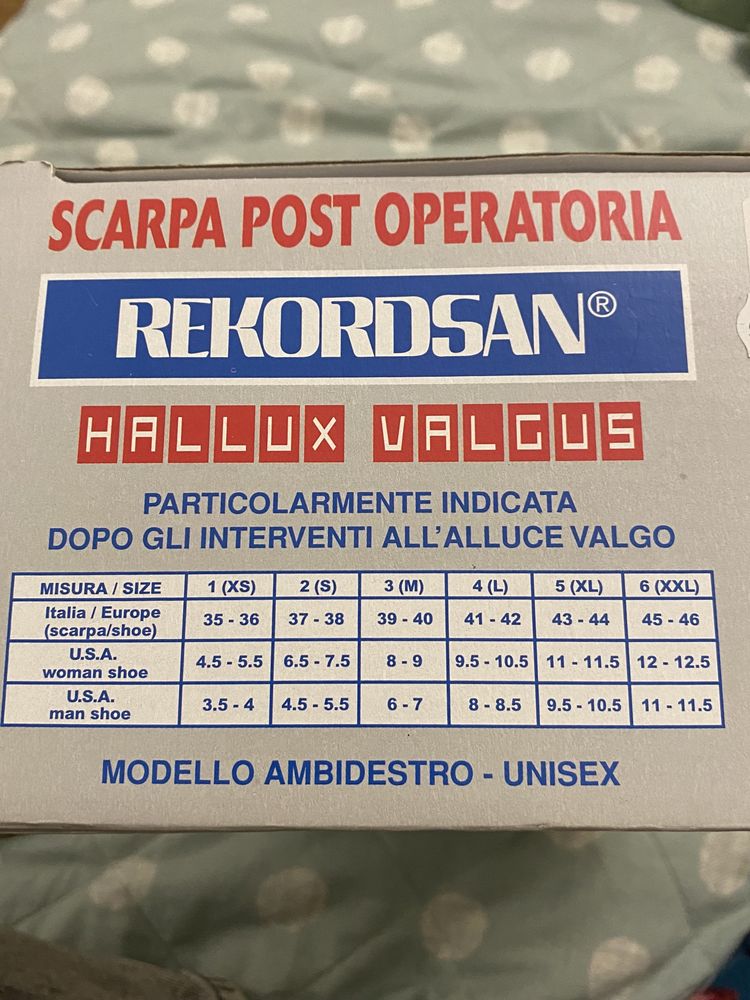 SCARPA POST OPERATORIA
REKORDSAN®
HALLUX VALGUS
PARTICOLARMENTE INDICATA
DOPO GLI INTERVENTI ALL'ALLUCE VALGO
MISURA / SIZE 1 (XS) 2 (S) 3 (M) 4 (L) 5 (XL) 6 (XXL)
Italia / Europe
(scarpa/shoe) 35 - 36 37 - 38 39 - 40 41 - 42 43 - 44 45 - 46
U.S.A.
woman shoe 4.5 - 5.5 6.5 - 7.5 8 - 9 9.5 - 10.5 11 - 11.5 12 - 12.5
U.S.A.
man shoe 3.5 - 4 4.5 - 5.5 6 - 7 8 - 8.5 9.5 - 10.5 11 - 11.5
MODELLO AMBIDESTRO - UNISEX